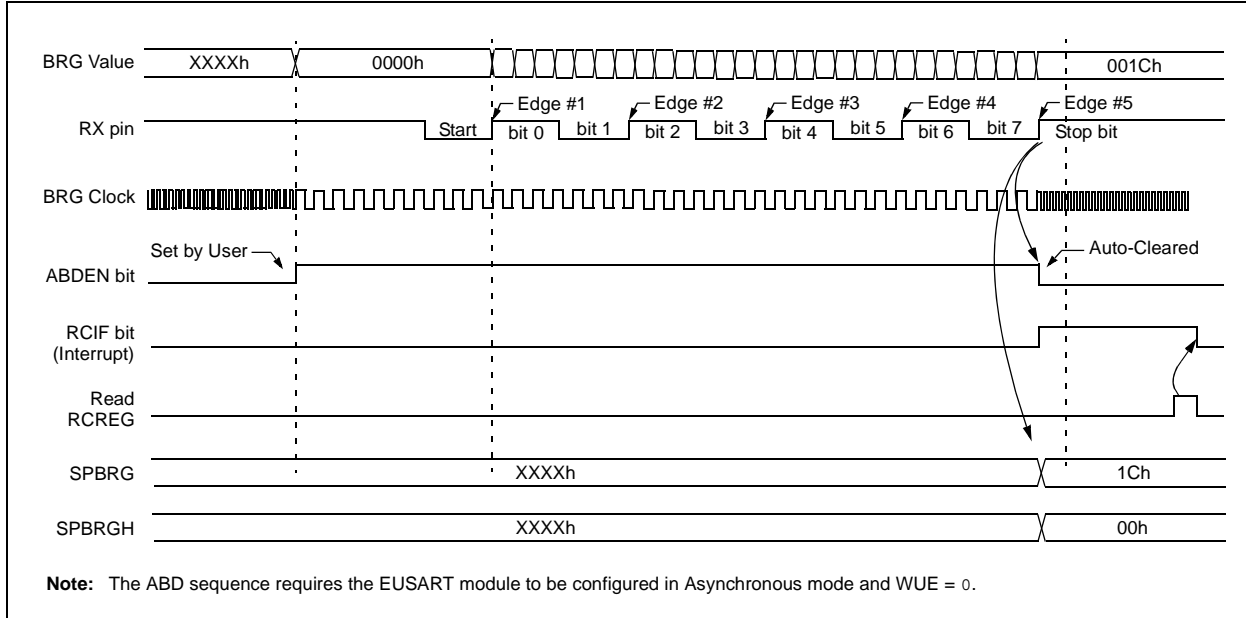 BRG Value XXXXh 0000h 001Ch
Edge #1 Edge #2 Edge #3 Edge #4 Edge #5
RX pin Start bit 0 bit 1 bit 2 bit 3 bit 4 bit 5 bit 6 bit 7 Stop bit
BRG Clock
Set by User Auto-Cleared
ABDEN bit
RCIF bit
(Interrupt)
Read
RCREG
SPBRG XXXXh 1Ch
SPBRGH XXXXh 00h
Note: The ABD sequence requires the EUSART module to be configured in Asynchronous mode and WUE = 0.